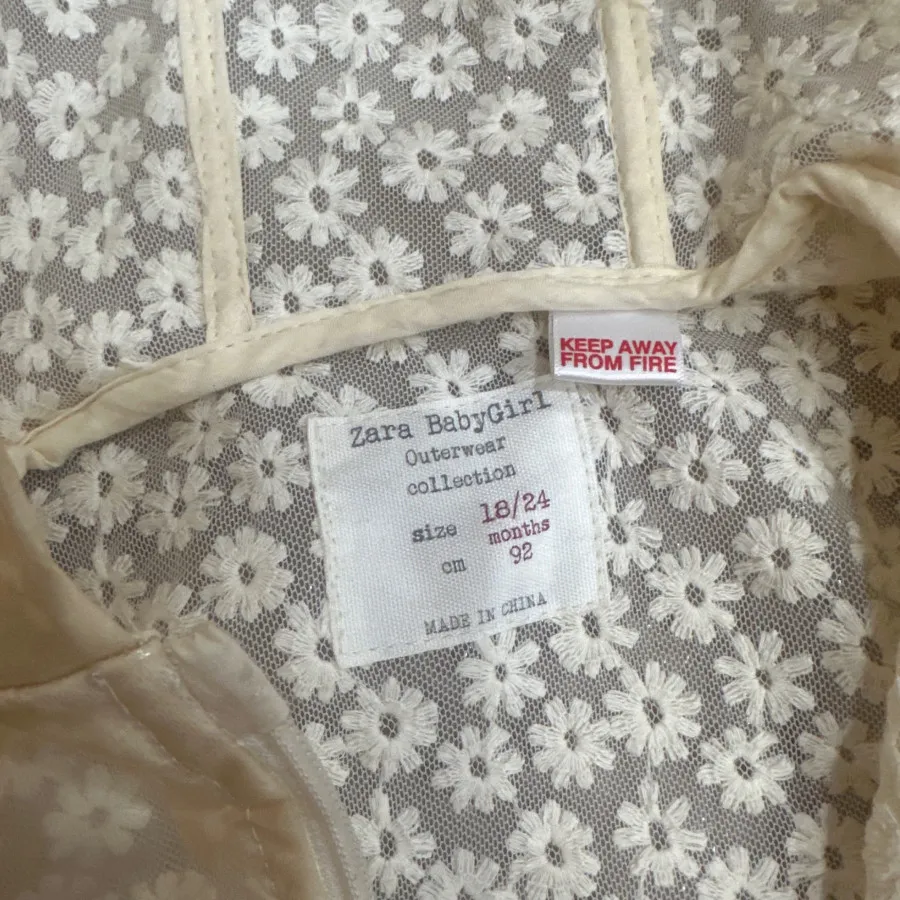 KEEP AWAY
FROM FIRE
Zara BabyGirl
Outerwear
collection
size 18/24
months
cm 92
MADE IN CHINA